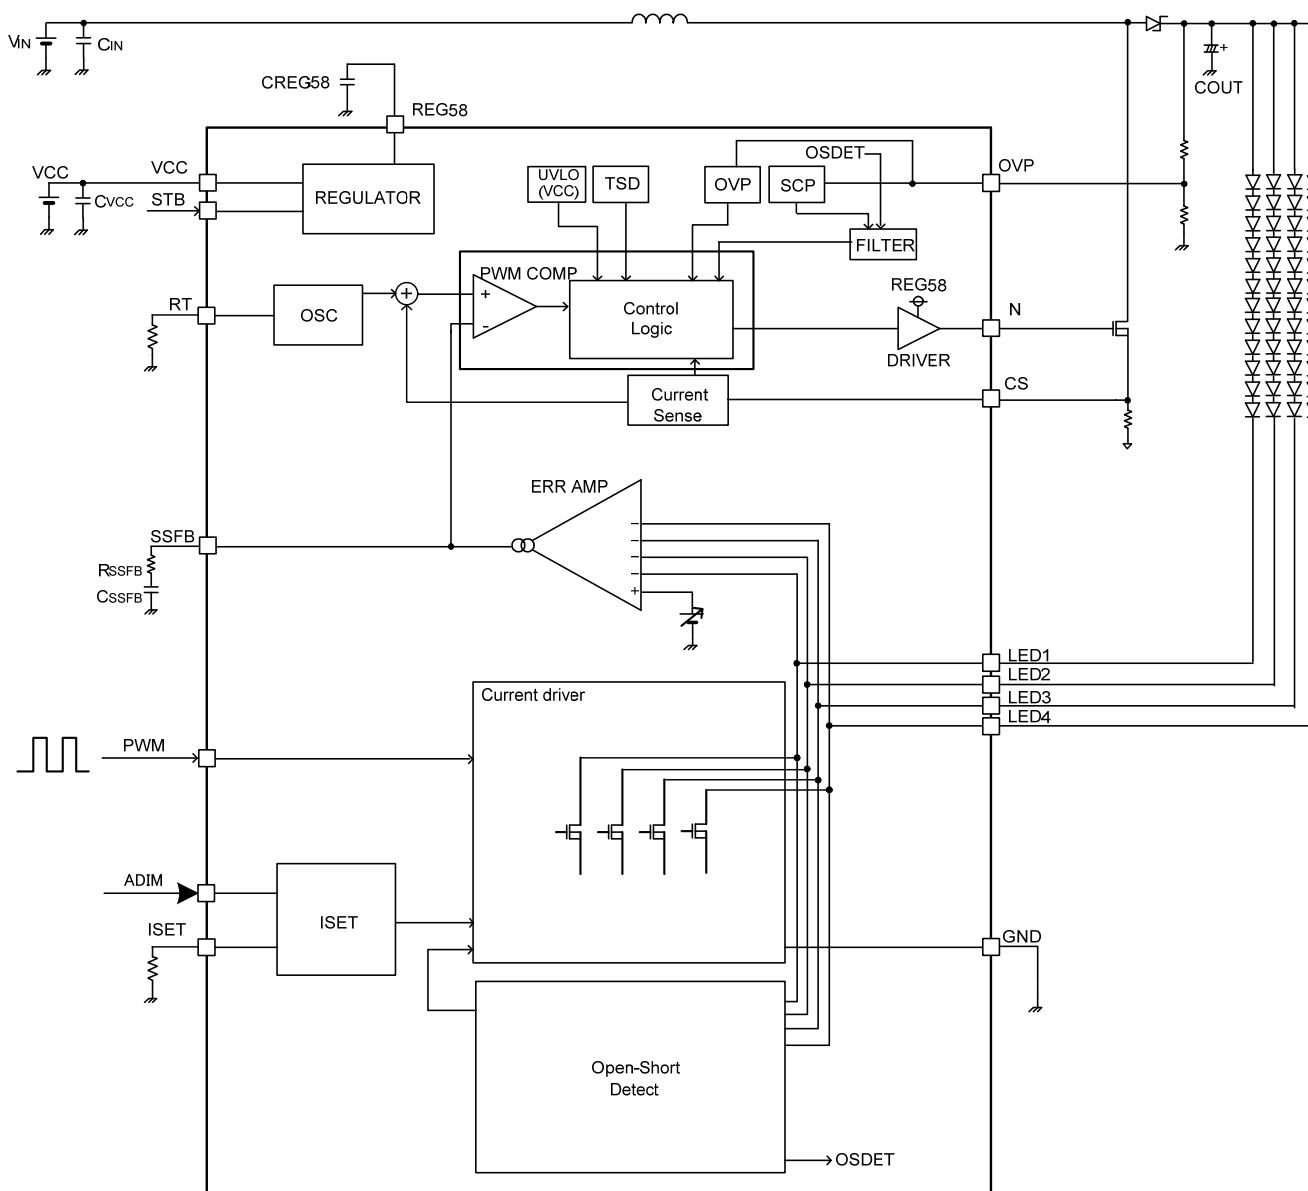 VIN
CIN
COUT
CREG58
REG58
VCC
VCC
CVCC
STB
REGULATOR
UVLO
(VCC)
TSD
OVP
SCP
OSDET
OVP
FILTER
RT
OSC
+
PWM COMP
+
-
Control
Logic
REG58
DRIVER
N
Current
Sense
CS
ERR AMP
SSFB
RSSFB
CSSFB
−
−
−
−
+
+
LED1
LED2
LED3
LED4
Current driver
PWM
ADIM
ISET
ISET
GND
Open-Short
Detect
OSDET